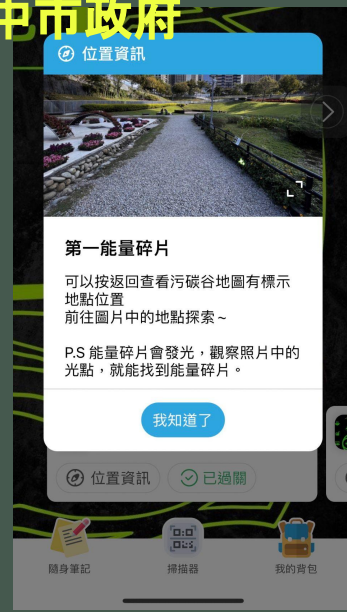 中市政府
位置資訊
第一能量碎片
可以按返回查看污碳谷地圖有標示
地點位置
前往圖片中的地點探索~
P.S 能量碎片會發光，觀察照片中的
光點，就能找到能量碎片。
我知道了
位置資訊
已過關
隨身筆記
掃描器
我的背包